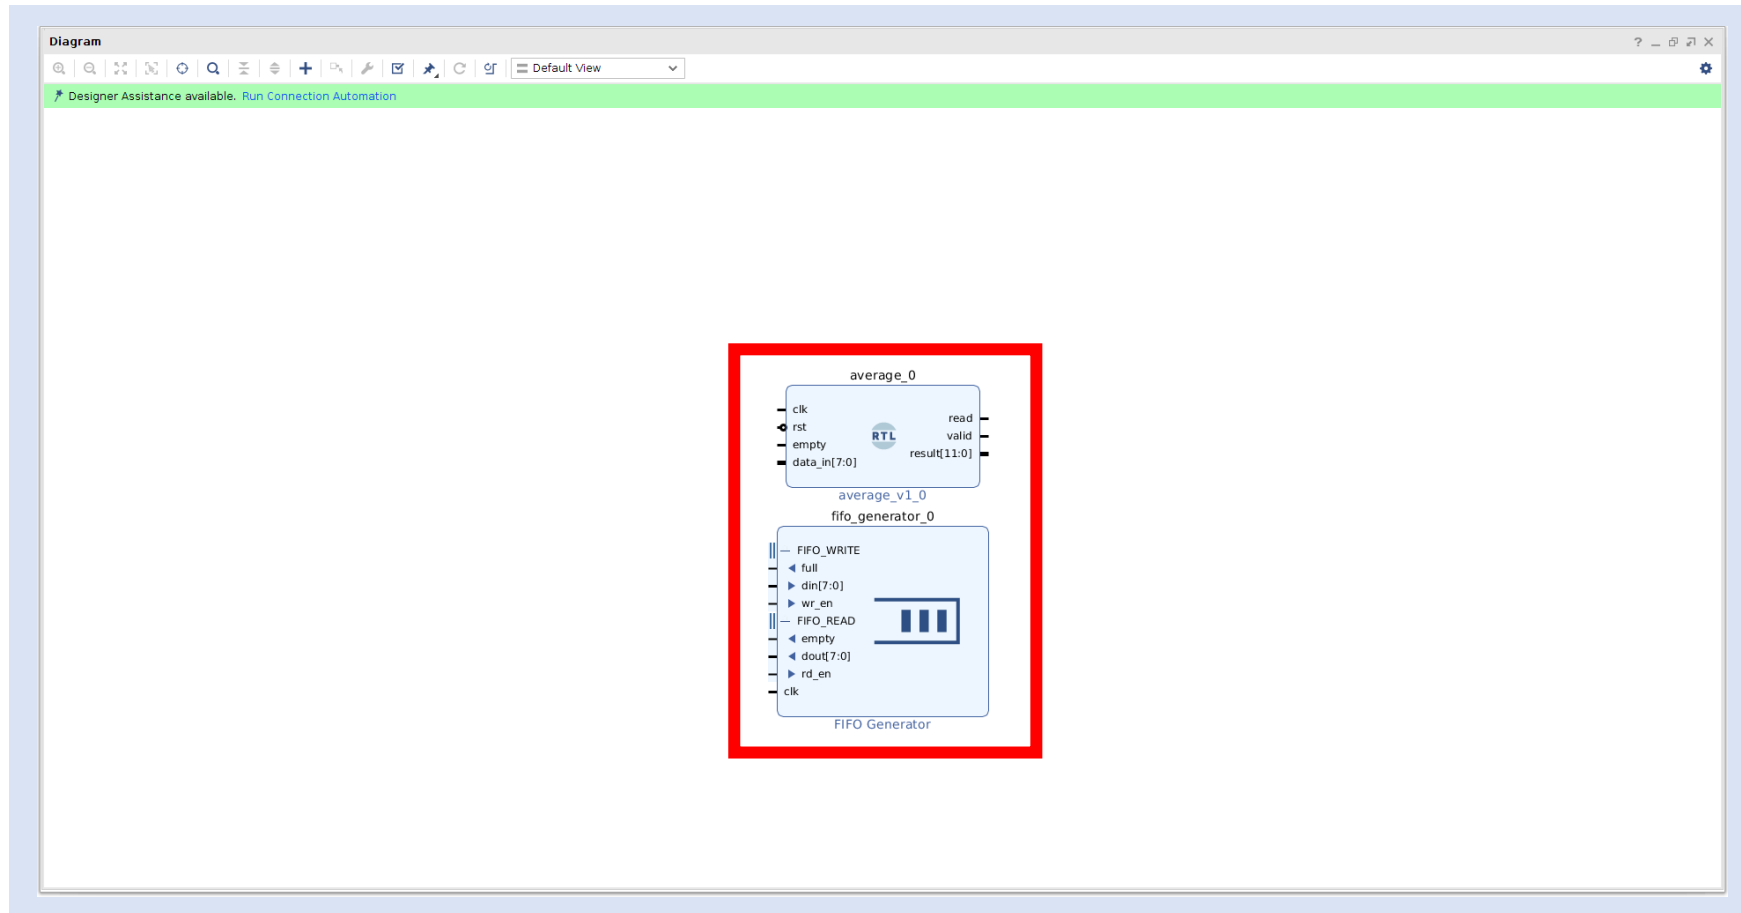 Diagram
Default View
Designer Assistance available. Run Connection Automation
average_0
clk
rst
empty
data_in[7:0]
RTL
read
valid
result[11:0]
average_v1_0
fifo_generator_0
FIFO_WRITE
full
din[7:0]
wr_en
FIFO_READ
empty
dout[7:0]
rd_en
clk
FIFO Generator